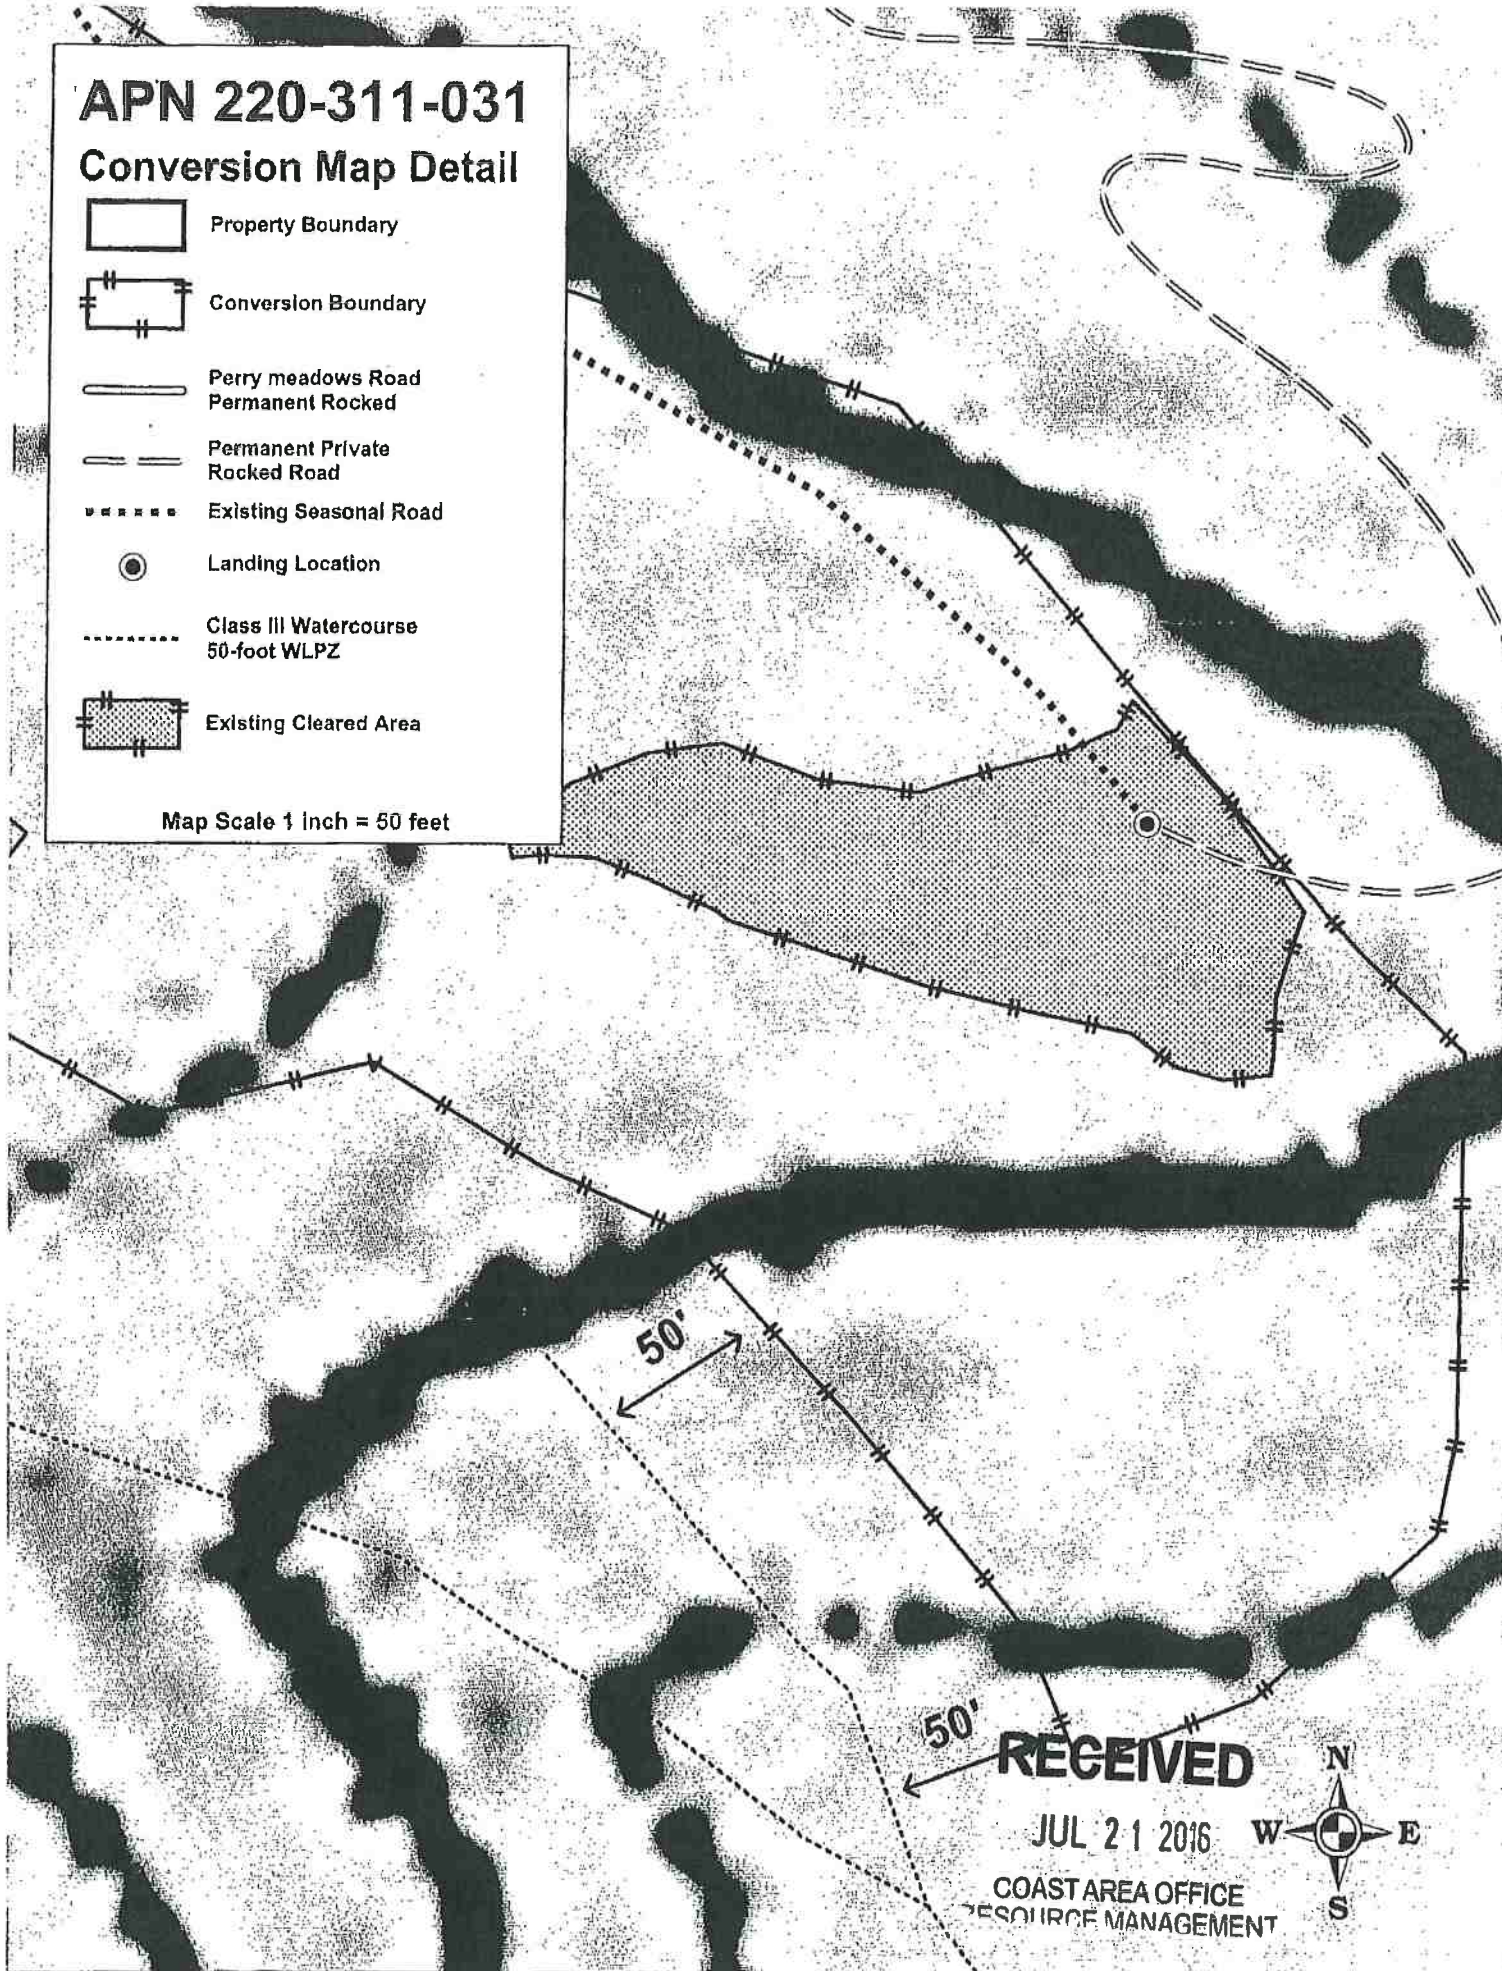 APN 220-311-031
Conversion Map Detail
Property Boundary
Conversion Boundary
Perry meadows Road
Permanent Rocked
Permanent Private
Rocked Road
Existing Seasonal Road
Landing Location
Class III Watercourse
50-foot WLPZ
Existing Cleared Area
Map Scale 1 inch = 50 feet
50'
50'
RECEIVED
JUL 21 2016
COAST AREA OFFICE
RESOURCE MANAGEMENT
N
W
E
S